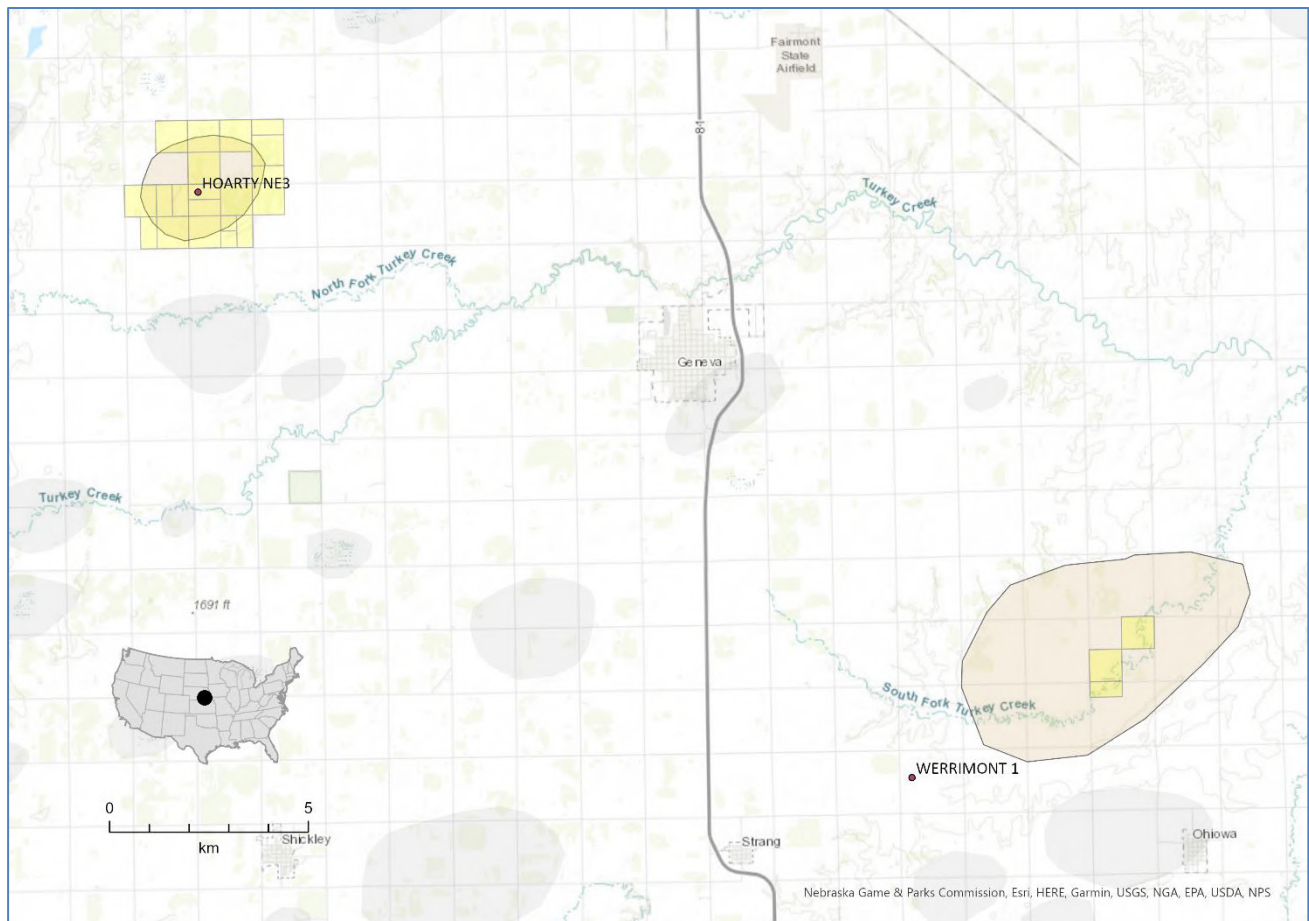 Fairmont
State
Airfield
81
HOARTY NE3
Turkey Creek
North Fork Turkey Creek
Geneva
Turkey Creek
1691 ft
South Fork Turkey Creek
WERRIMONT 1
0 5
km
Shickley
Strang
Ohiowa
Nebraska Game & Parks Commission, Esri, HERE, Garmin, USGS, NGA, EPA, USDA, NPS